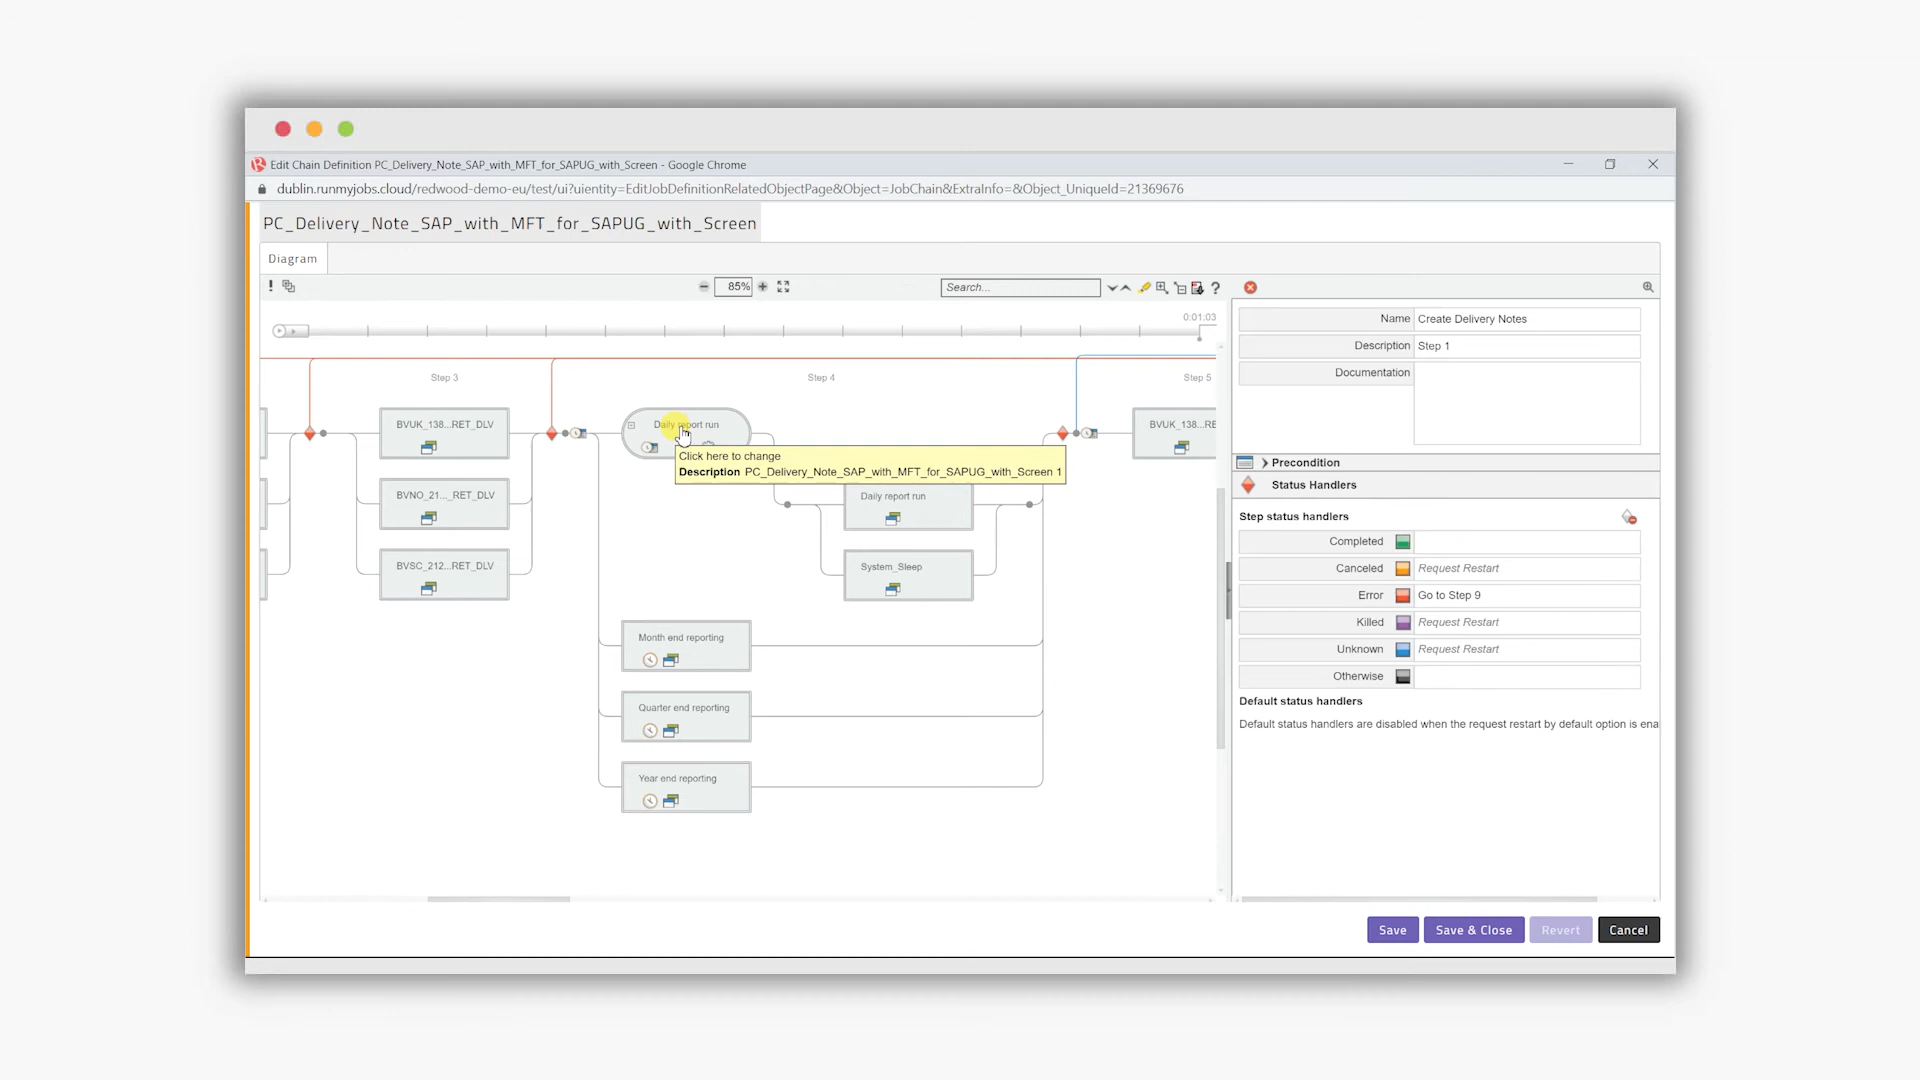 Edit Chain Definition PC_Delivery_Note_SAP_with_MFT_for_SAPUG_with_Screen - Google Chrome
dublin.runmyjobs.cloud/redwood-demo-eu/test/ui?uientity=EditJobDefinitionRelatedObjectPage&Object=JobChain&ExtraInfo=&Object_UniqueId=21369676
PC_Delivery_Note_SAP_with_MFT_for_SAPUG_with_Screen
Diagram
85%
Search...
0:01:03
Step 3
Step 4
Step 5
BVUK_138...RET_DLV
Daily report run
BVUK_138...RE
Click here to change
Description PC_Delivery_Note_SAP_with_MFT_for_SAPUG_with_Screen 1
BVNO_21..._RET_DLV
Daily report run
BVSC_212...RET_DLV
System_Sleep
Month end reporting
Quarter end reporting
Year end reporting
Name Create Delivery Notes
Description Step 1
Documentation
Precondition
Status Handlers
Step status handlers
Completed
Canceled Request Restart
Error Go to Step 9
Killed Request Restart
Unknown Request Restart
Otherwise
Default status handlers
Default status handlers are disabled when the request restart by default option is ena
Save
Save & Close
Revert
Cancel